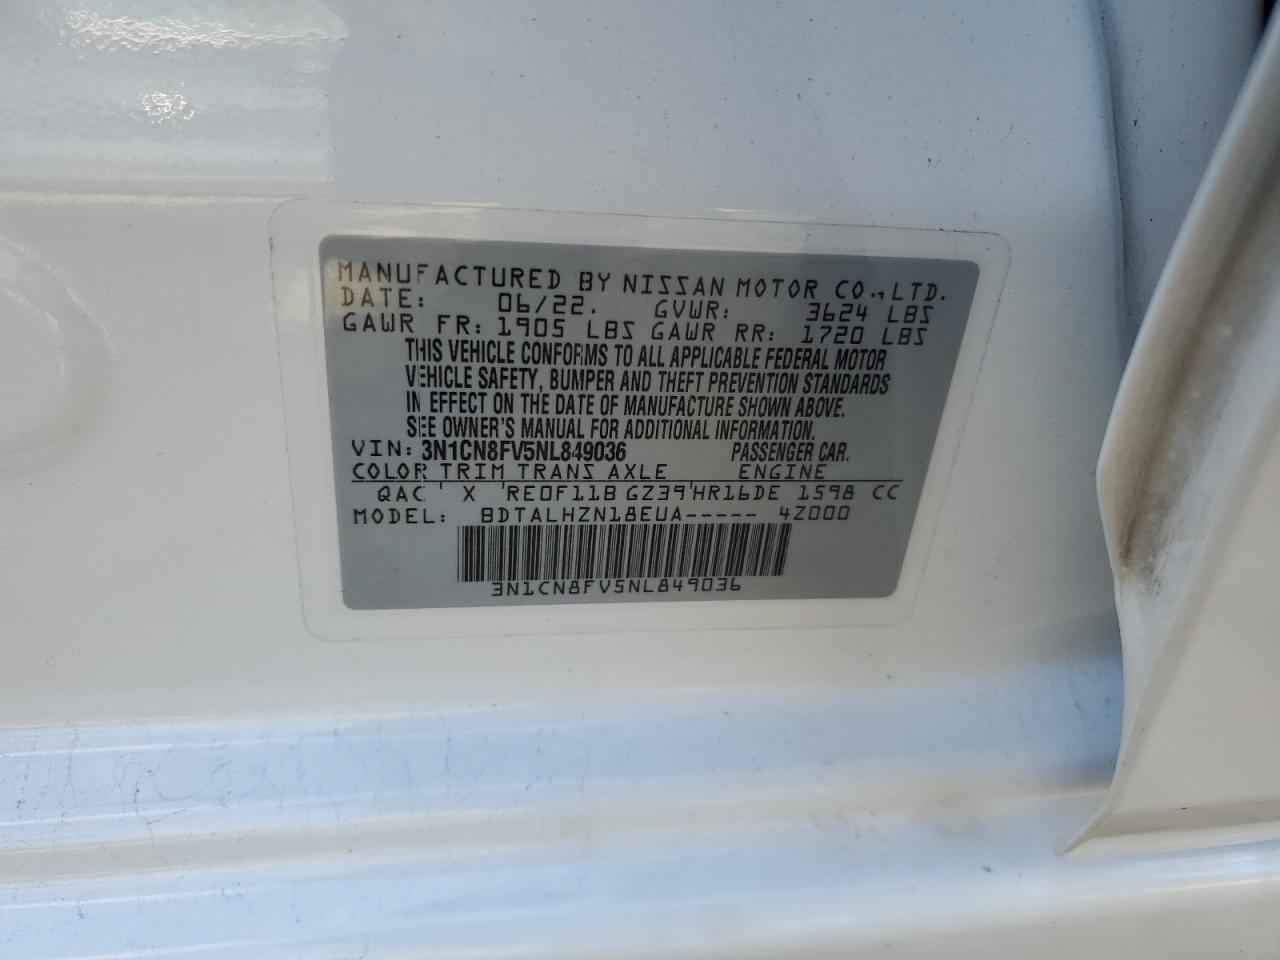 MANUFACTURED BY NISSAN MOTOR CO., LTD.
DATE: 06/22. GVWR: 3624 LBS
GAWR FR: 1905 LBS GAWR RR: 1720 LBS
THIS VEHICLE CONFORMS TO ALL APPLICABLE FEDERAL MOTOR
VEHICLE SAFETY, BUMPER AND THEFT PREVENTION STANDARDS
IN EFFECT ON THE DATE OF MANUFACTURE SHOWN ABOVE.
SEE OWNER'S MANUAL FOR ADDITIONAL INFORMATION.
VIN: 3N1CN8FV5NL849036 PASSENGER CAR.
COLOR TRIM TRANS AXLE ENGINE
QAC ' X 'RE0F11B GZ39'HR16DE 1598 CC
MODEL: BDTALHZN18EUA----- 4Z000
3N1CN8FV5NL849036